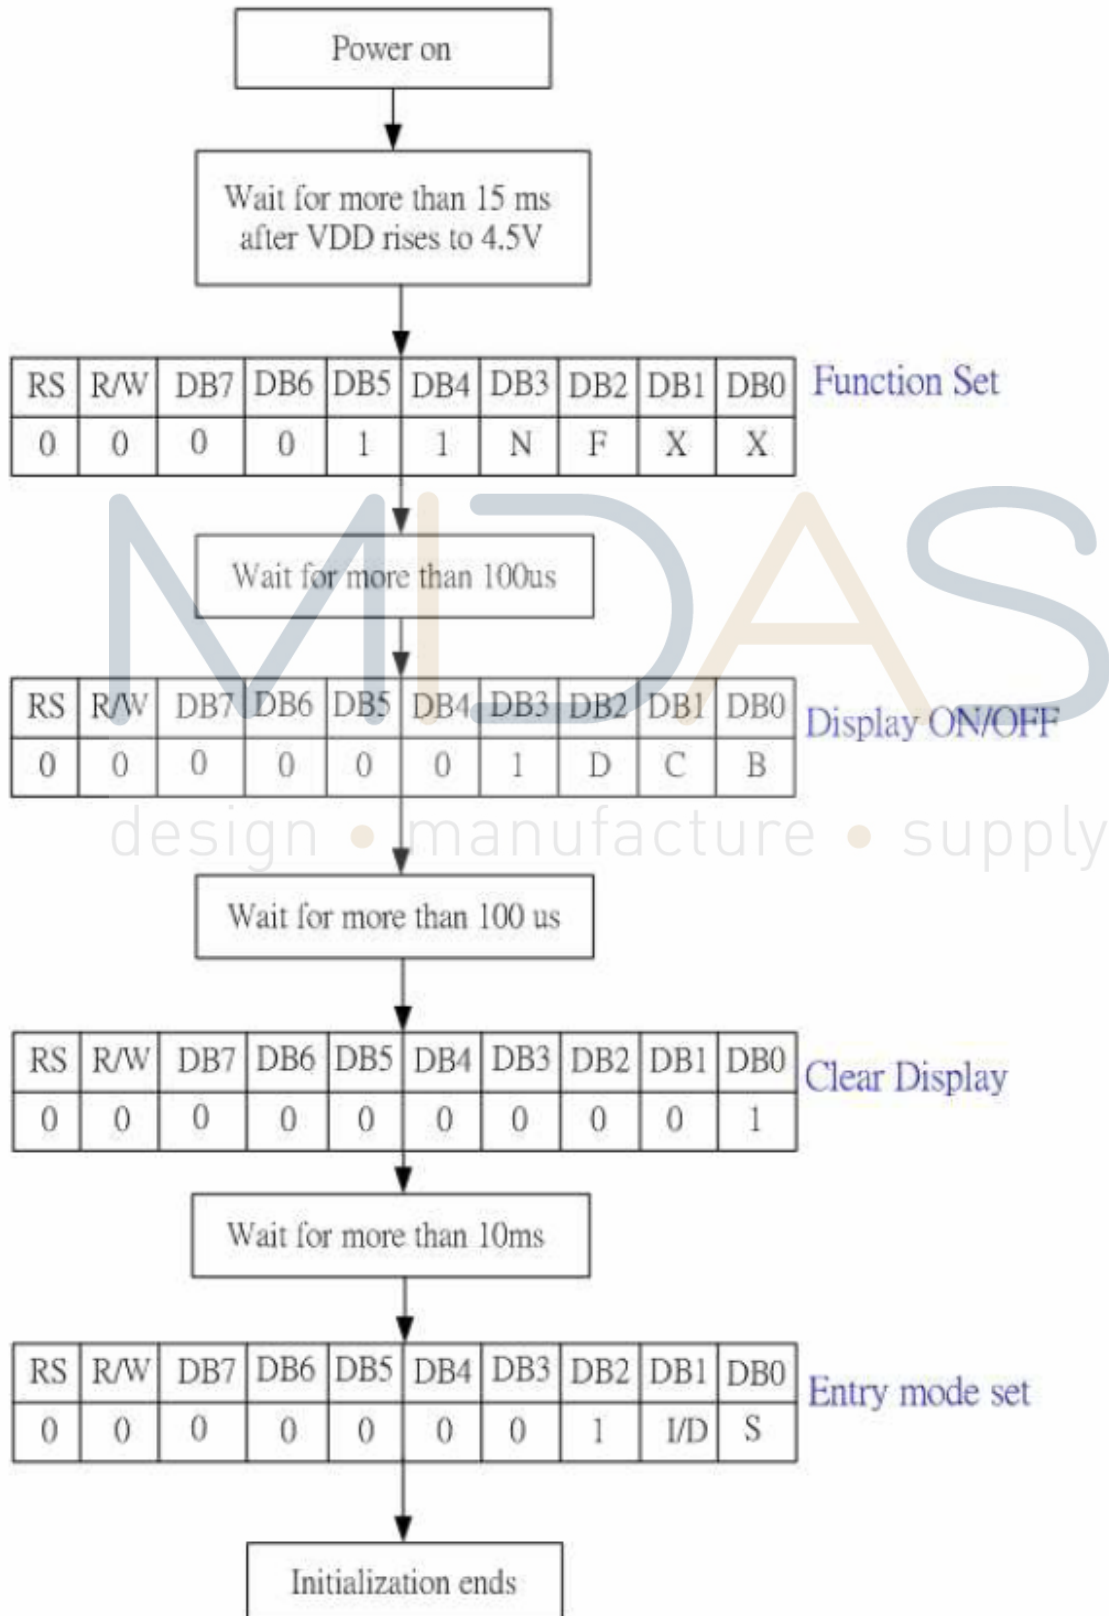 Power on
Wait for more than 15 ms
after VDD rises to 4.5V
RS R/W DB7 DB6 DB5 DB4 DB3 DB2 DB1 DB0 Function Set
0 0 0 0 1 1 N F X X
MIDAS
Wait for more than 100us
RS R/W DB7 DB6 DB5 DB4 DB3 DB2 DB1 DB0 Display ON/OFF
0 0 0 0 0 0 1 D C B
design • manufacture • supply
Wait for more than 100 us
RS R/W DB7 DB6 DB5 DB4 DB3 DB2 DB1 DB0 Clear Display
0 0 0 0 0 0 0 0 0 1
Wait for more than 10ms
RS R/W DB7 DB6 DB5 DB4 DB3 DB2 DB1 DB0 Entry mode set
0 0 0 0 0 0 0 1 I/D S
Initialization ends